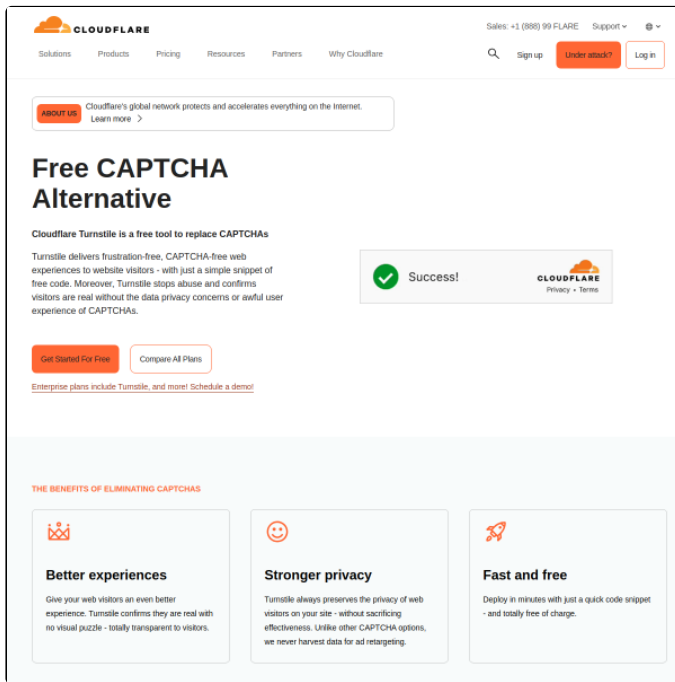 CLOUDFLARE
Sales: +1 (888) 99 FLARE Support
Solutions Products Pricing Resources Partners Why Cloudflare Sign up Under attack? Log in
ABOUT US Cloudflare's global network protects and accelerates everything on the Internet.
Learn more
Free CAPTCHA
Alternative
Cloudflare Turnstile is a free tool to replace CAPTCHAs
Turnstile delivers frustration-free, CAPTCHA-free web
experiences to website visitors - with just a simple snippet of
free code. Moreover, Turnstile stops abuse and confirms
visitors are real without the data privacy concerns or awful user
experience of CAPTCHAs.
Success!
CLOUDFLARE
Privacy • Terms
Get Started For Free Compare All Plans
Enterprise plans include Turnstile, and more! Schedule a demo!
THE BENEFITS OF ELIMINATING CAPTCHAS
Better experiences
Give your web visitors an even better
experience. Turnstile confirms they are real with
no visual puzzle - totally transparent to visitors.
Stronger privacy
Turnstile always preserves the privacy of web
visitors on your site - without sacrificing
effectiveness. Unlike other CAPTCHA options,
we never harvest data for ad retargeting.
Fast and free
Deploy in minutes with just a quick code snippet
- and totally free of charge.